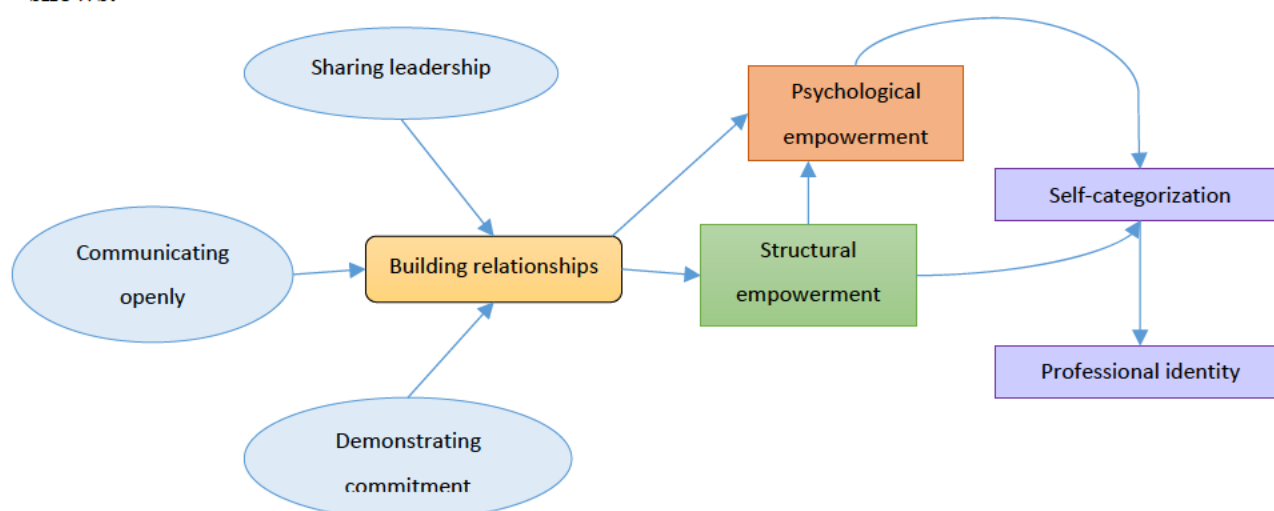 Sharing leadership
Psychological
empowerment
Self-categorization
Communicating
openly
Building relationships
Structural
empowerment
Professional identity
Demonstrating
commitment